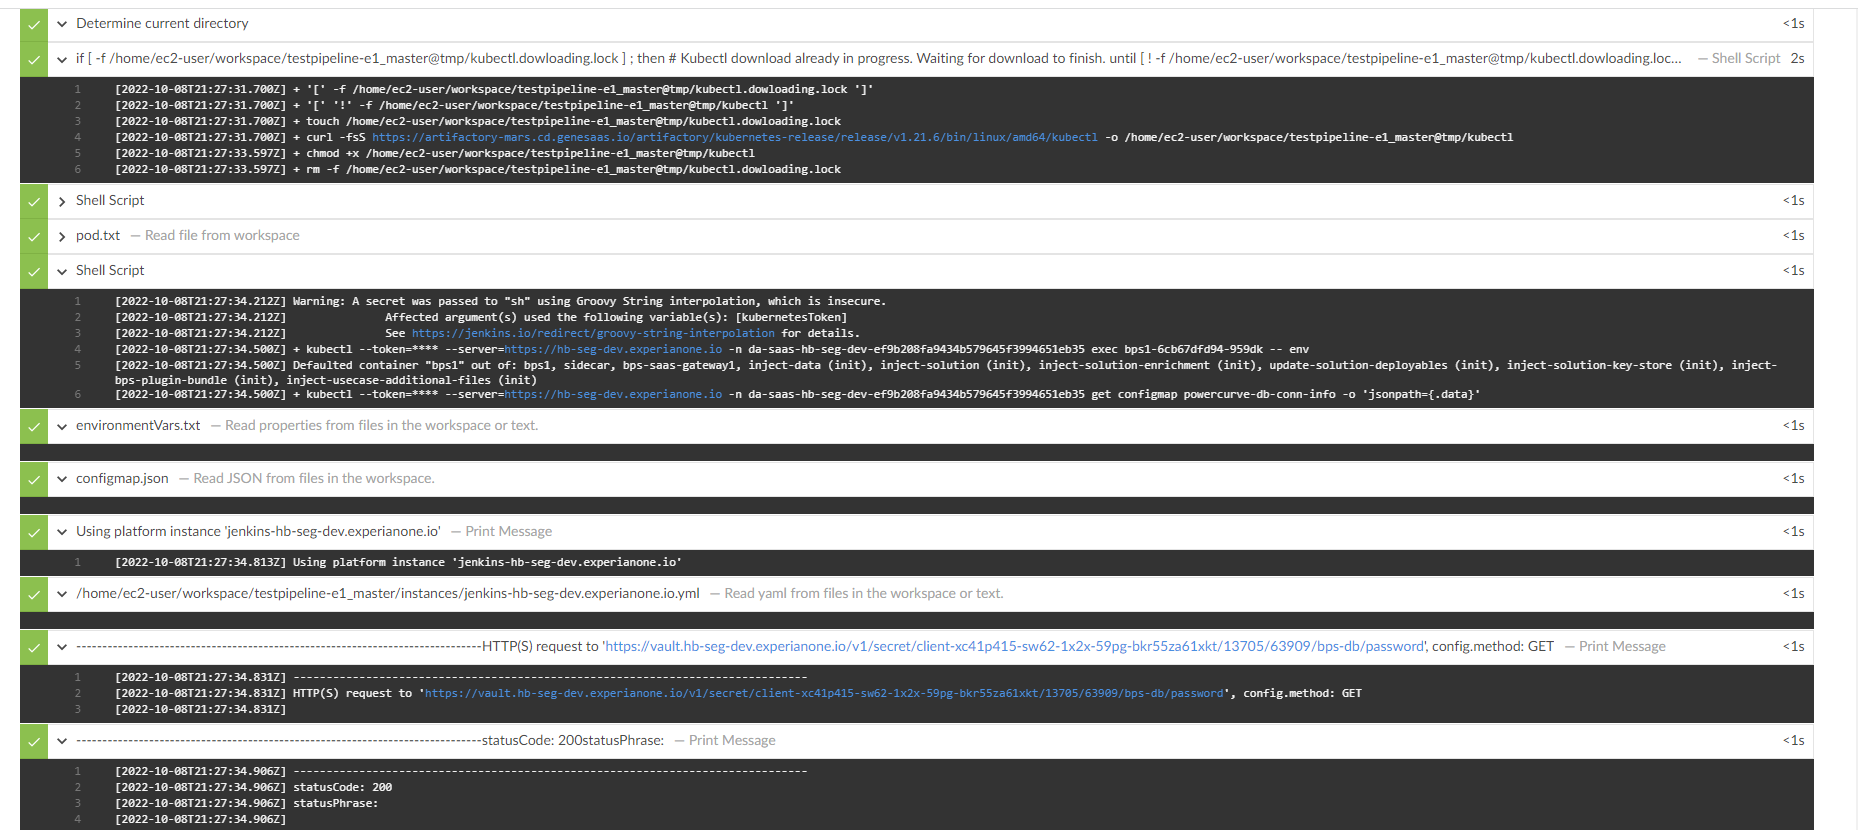 Determine current directory <1s
if [ -f /home/ec2-user/workspace/testpipeline-e1_master@tmp/kubectl.dowloading.lock ] ; then # Kubectl download already in progress. Waiting for download to finish. until [ ! -f /home/ec2-user/workspace/testpipeline-e1_master@tmp/kubectl.dowloading.loc... — Shell Script 2s
1 [2022-10-08T21:27:31.700Z] + '[' -f /home/ec2-user/workspace/testpipeline-e1_master@tmp/kubectl.dowloading.lock ']'
2 [2022-10-08T21:27:31.700Z] + '[' '!' -f /home/ec2-user/workspace/testpipeline-e1_master@tmp/kubectl ']'
3 [2022-10-08T21:27:31.700Z] + touch /home/ec2-user/workspace/testpipeline-e1_master@tmp/kubectl.dowloading.lock
4 [2022-10-08T21:27:31.700Z] + curl -fsS https://artifactory-mars.cd.genesaas.io/artifactory/kubernetes-release/release/v1.21.6/bin/linux/amd64/kubectl -o /home/ec2-user/workspace/testpipeline-e1_master@tmp/kubectl
5 [2022-10-08T21:27:33.597Z] + chmod +x /home/ec2-user/workspace/testpipeline-e1_master@tmp/kubectl
6 [2022-10-08T21:27:33.597Z] + rm -f /home/ec2-user/workspace/testpipeline-e1_master@tmp/kubectl.dowloading.lock
Shell Script <1s
pod.txt — Read file from workspace <1s
Shell Script <1s
1 [2022-10-08T21:27:34.212Z] Warning: A secret was passed to "sh" using Groovy String interpolation, which is insecure.
2 [2022-10-08T21:27:34.212Z] Affected argument(s) used the following variable(s): [kubernetesToken]
3 [2022-10-08T21:27:34.212Z] See https://jenkins.io/redirect/groovy-string-interpolation for details.
4 [2022-10-08T21:27:34.500Z] + kubectl --token=**** --server=https://hb-seg-dev.experianone.io -n da-saas-hb-seg-dev-ef9b208fa9434b579645f3994651eb35 exec bps1-6cb67dfd94-959dk -- env
5 [2022-10-08T21:27:34.500Z] Defaulted container "bps1" out of: bps1, sidecar, bps-saas-gateway1, inject-data (init), inject-solution (init), inject-solution-enrichment (init), update-solution-deployables (init), inject-solution-key-store (init), inject-
bps-plugin-bundle (init), inject-usecase-additional-files (init)
6 [2022-10-08T21:27:34.500Z] + kubectl --token=**** --server=https://hb-seg-dev.experianone.io -n da-saas-hb-seg-dev-ef9b208fa9434b579645f3994651eb35 get configmap powercurve-db-conn-info -o 'jsonpath={.data}'
environmentVars.txt — Read properties from files in the workspace or text. <1s
configmap.json — Read JSON from files in the workspace. <1s
Using platform instance 'jenkins-hb-seg-dev.experianone.io' — Print Message <1s
1 [2022-10-08T21:27:34.813Z] Using platform instance 'jenkins-hb-seg-dev.experianone.io'
/home/ec2-user/workspace/testpipeline-e1_master/instances/jenkins-hb-seg-dev.experianone.io.yml — Read yaml from files in the workspace or text. <1s
------------------------------------------------------------------------------HTTP(S) request to 'https://vault.hb-seg-dev.experianone.io/v1/secret/client-xc41p415-sw62-1x2x-59pg-bkr55za61xkt/13705/63909/bps-db/password', config.method: GET — Print Message <1s
1 [2022-10-08T21:27:34.831Z] ------------------------------------------------------------------------------
2 [2022-10-08T21:27:34.831Z] HTTP(S) request to 'https://vault.hb-seg-dev.experianone.io/v1/secret/client-xc41p415-sw62-1x2x-59pg-bkr55za61xkt/13705/63909/bps-db/password', config.method: GET
3 [2022-10-08T21:27:34.831Z]
------------------------------------------------------------------------------statusCode: 200statusPhrase: — Print Message <1s
1 [2022-10-08T21:27:34.906Z] ------------------------------------------------------------------------------
2 [2022-10-08T21:27:34.906Z] statusCode: 200
3 [2022-10-08T21:27:34.906Z] statusPhrase:
4 [2022-10-08T21:27:34.906Z]